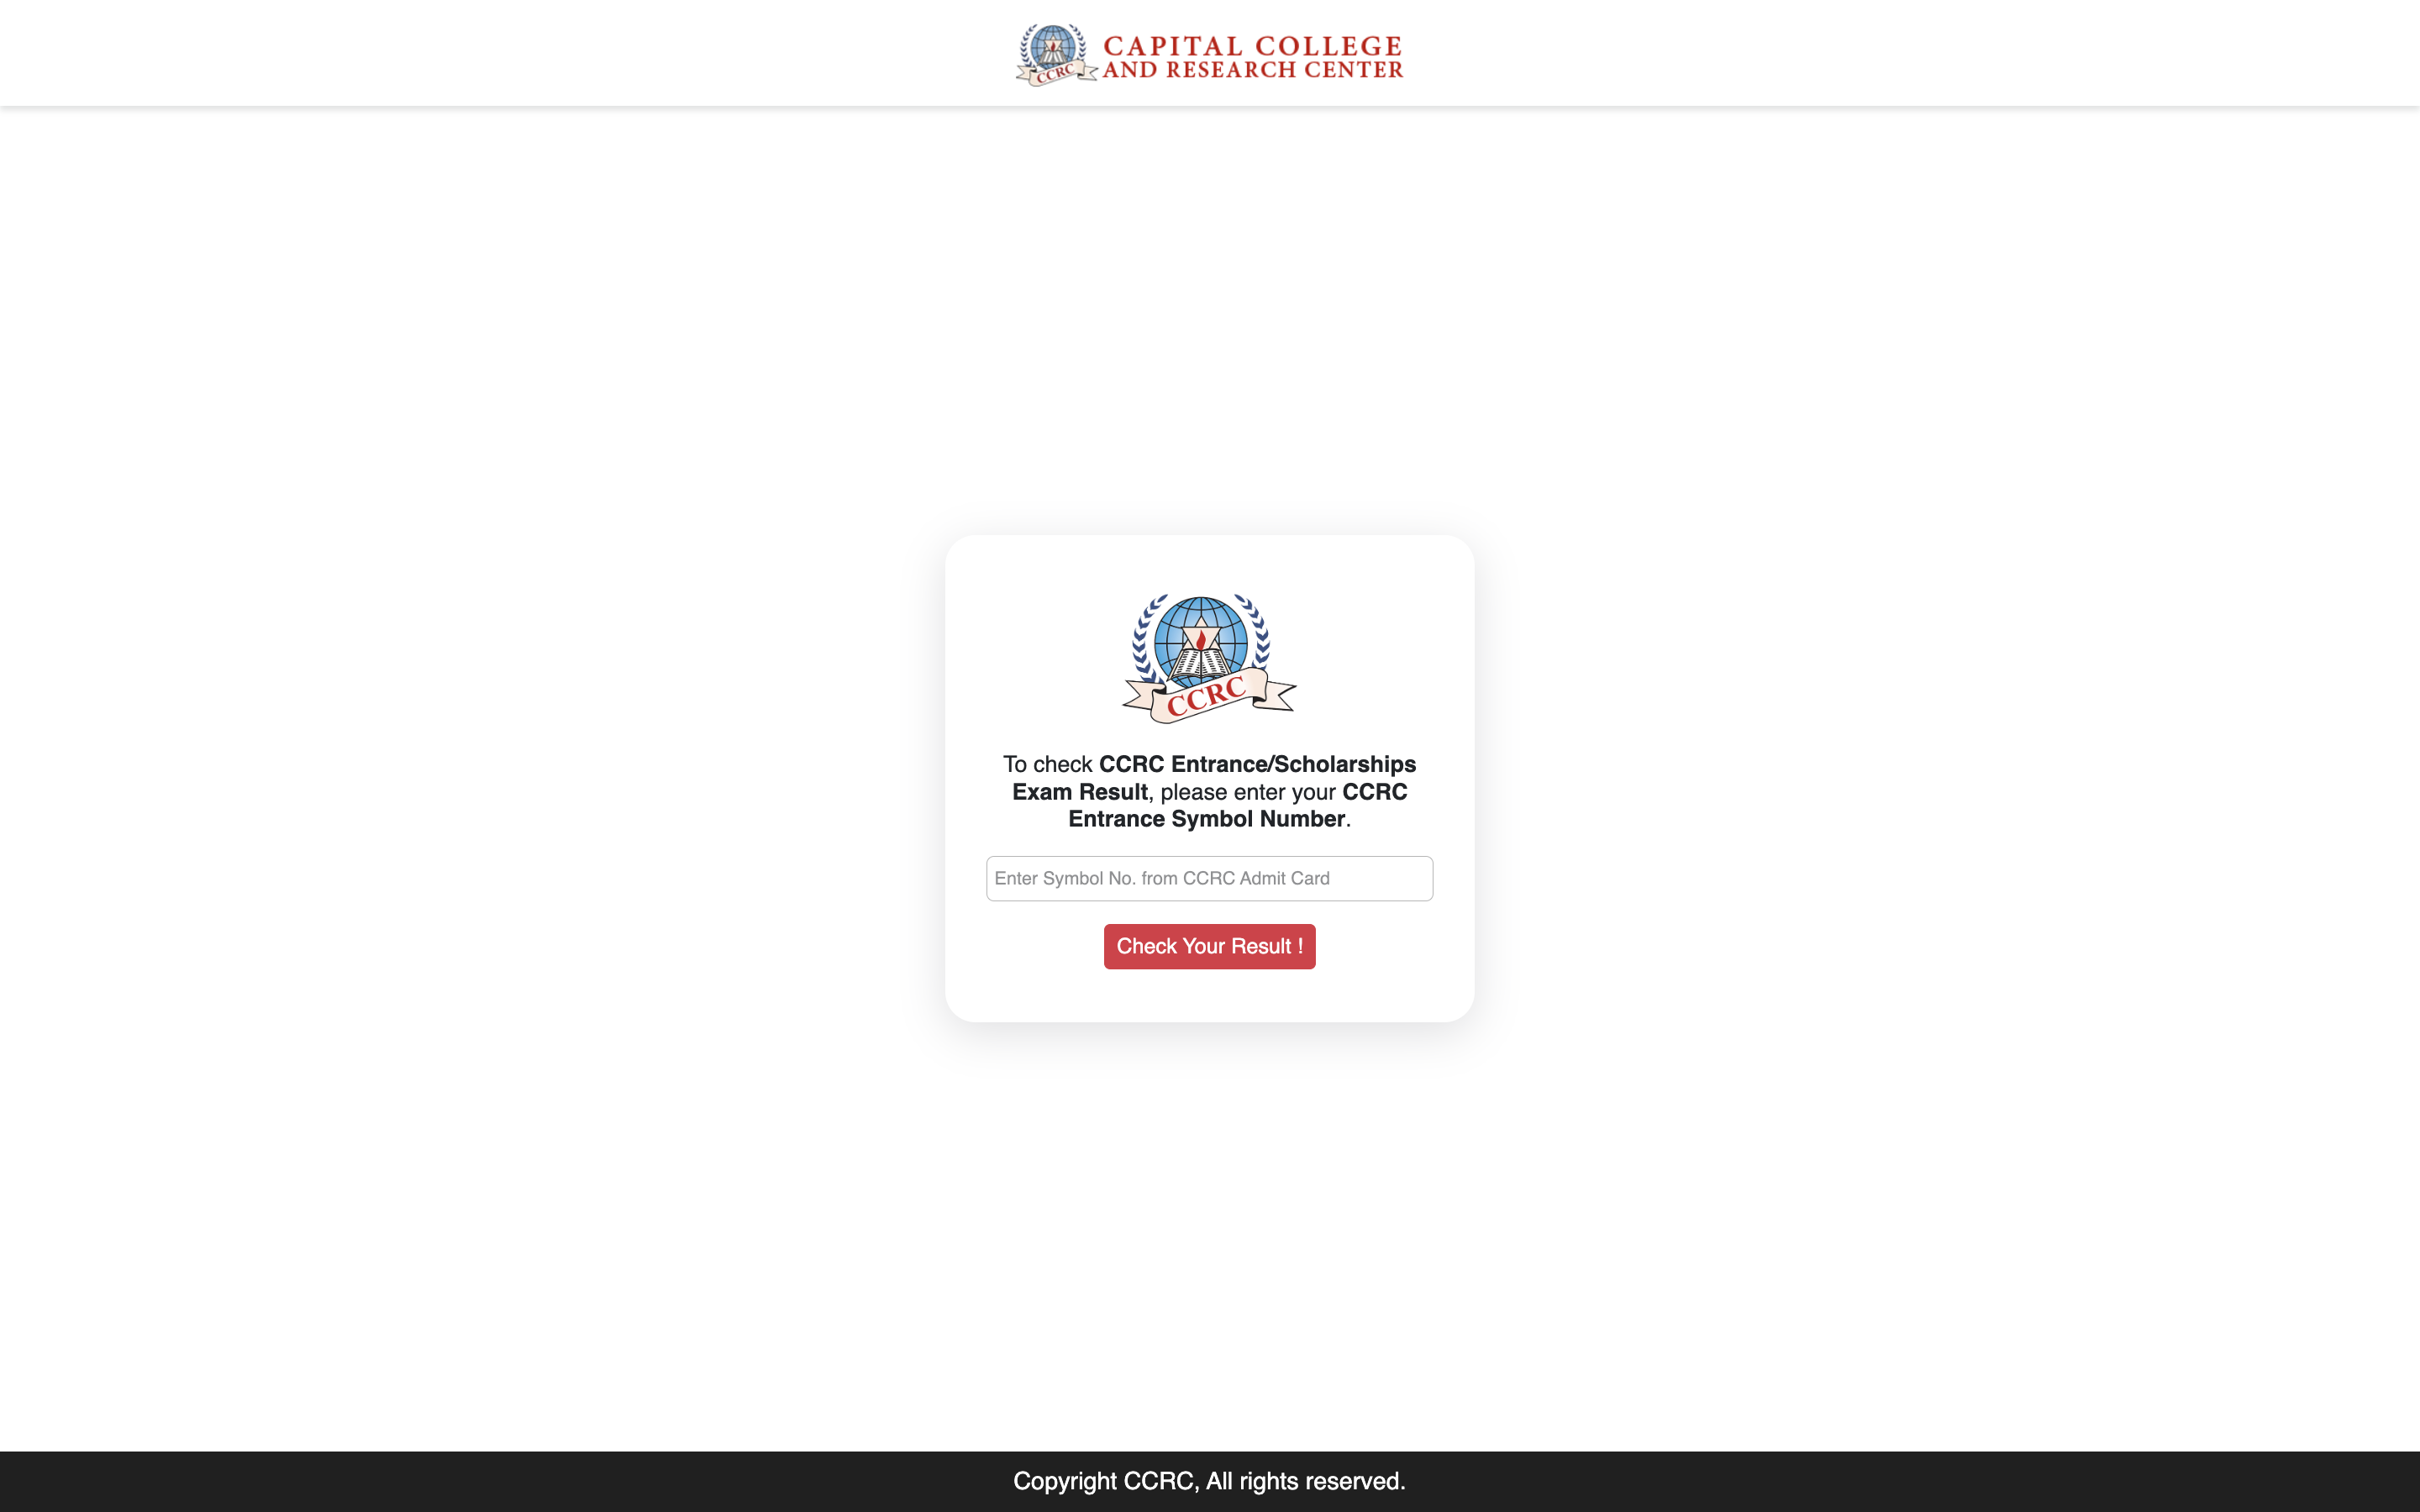 CCRC
CAPITAL COLLEGE
AND RESEARCH CENTER
CCRC
To check CCRC Entrance/Scholarships
Exam Result, please enter your CCRC
Entrance Symbol Number.
Enter Symbol No. from CCRC Admit Card
Check Your Result !
Copyright CCRC, All rights reserved.